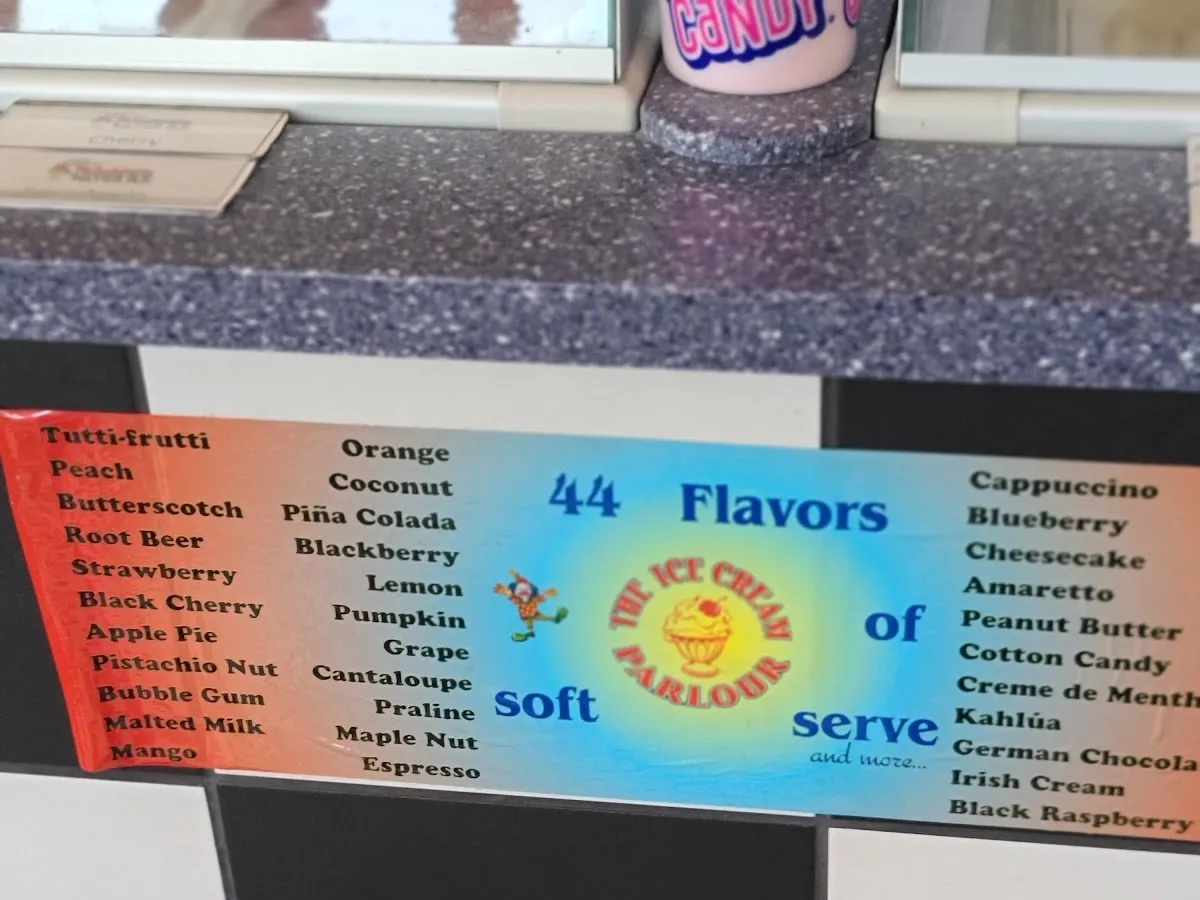 CANDY
Cherry
Tutti-frutti
Peach
Butterscotch
Root Beer
Strawberry
Black Cherry
Apple Pie
Pistachio Nut
Bubble Gum
Malted Milk
Mango
Orange
Coconut
Piña Colada
Blackberry
Lemon
Pumpkin
Grape
Cantaloupe
Praline
Maple Nut
Espresso
44 Flavors
of
soft
serve
and more...
THE ICE CREAM
PARLOUR
Cappuccino
Blueberry
Cheesecake
Amaretto
Peanut Butter
Cotton Candy
Creme de Menth
Kahlúa
German Chocola
Irish Cream
Black Raspberry